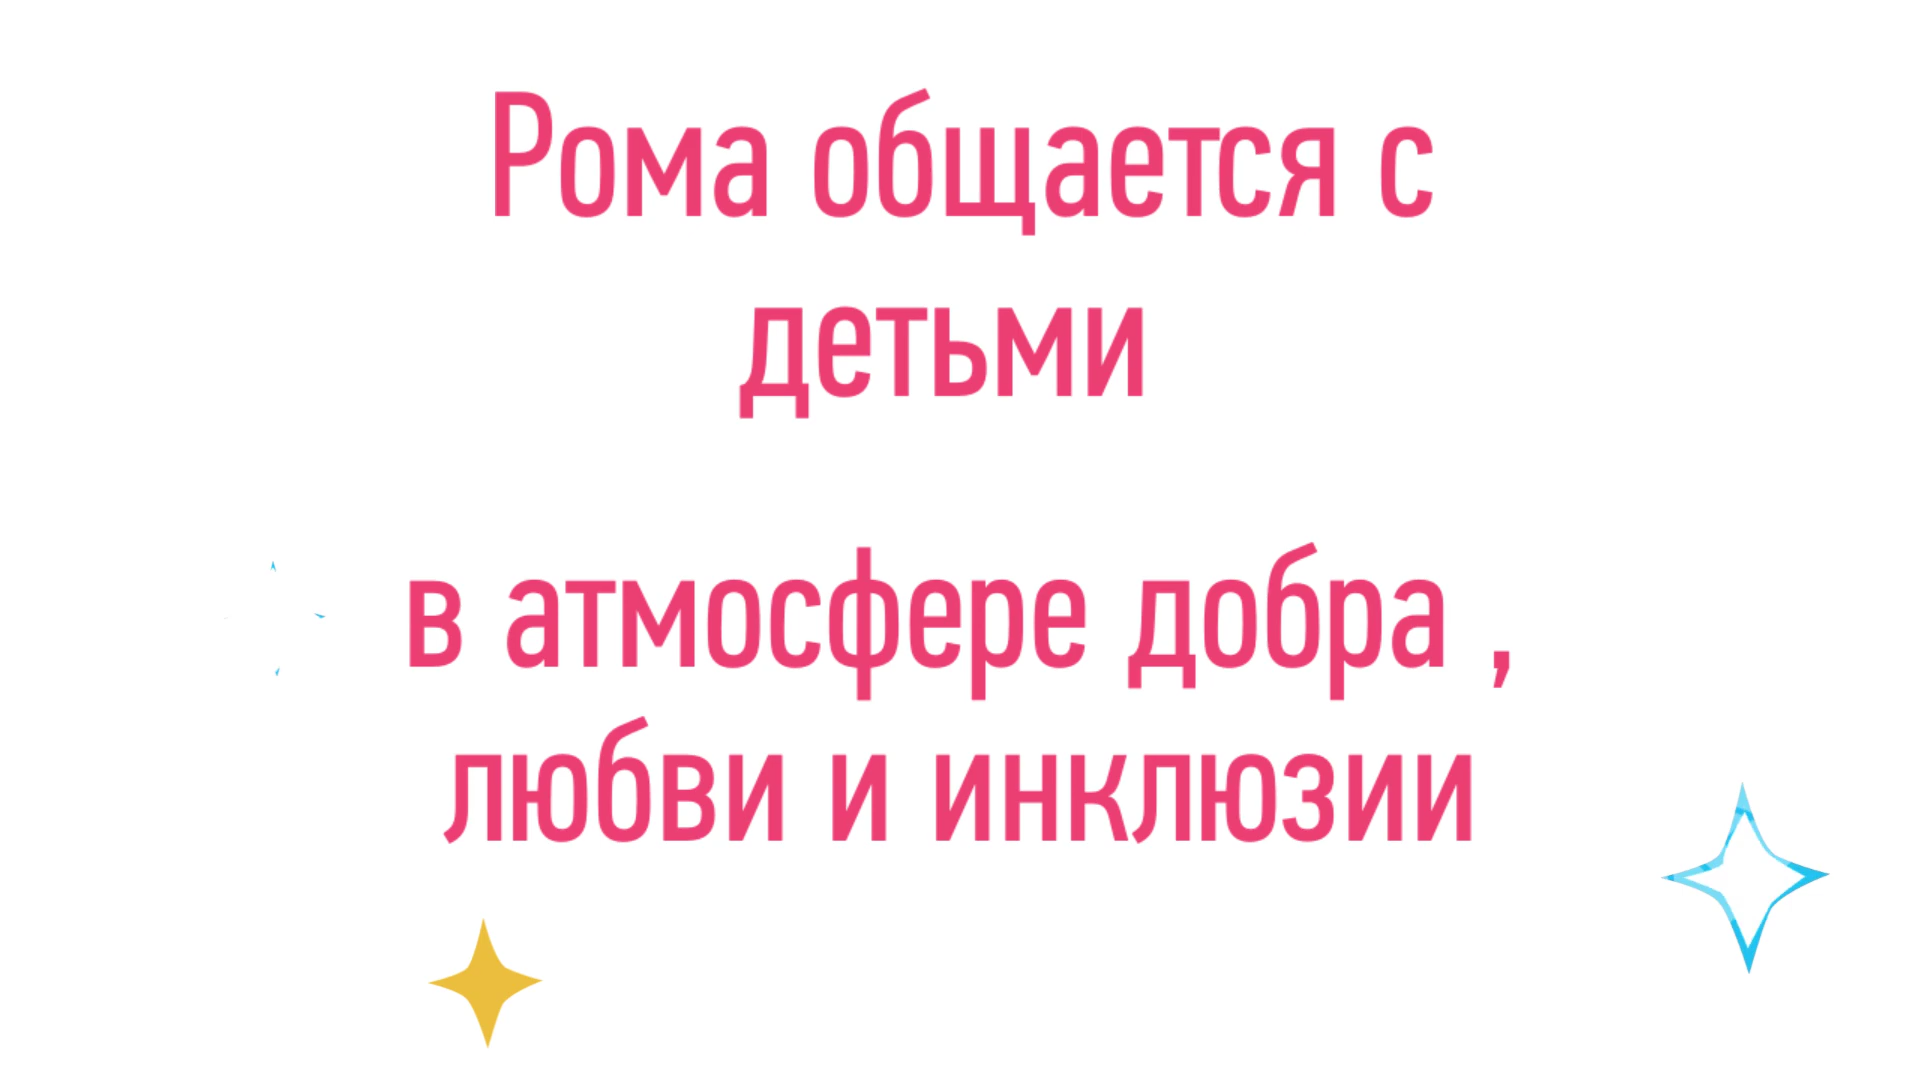 Рома общается с
детьми
в атмосфере добра ,
любви и инклюзии